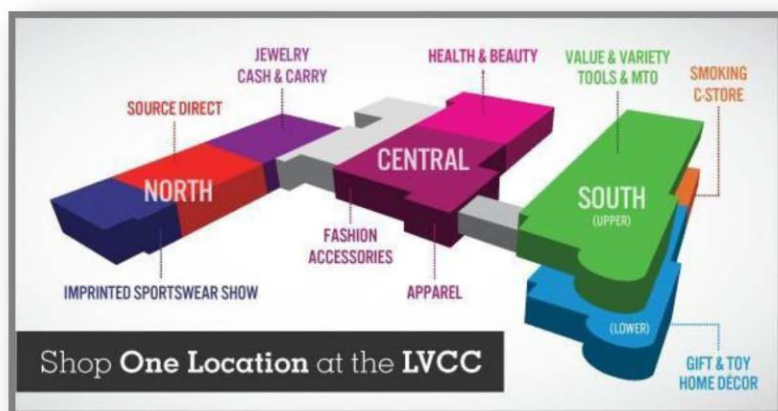 JEWELRY
CASH & CARRY
HEALTH & BEAUTY
VALUE & VARIETY
TOOLS & MTO
SMOKING
C-STORE
SOURCE DIRECT
NORTH
CENTRAL
SOUTH
(UPPER)
FASHION
ACCESSORIES
IMPRINTED SPORTSWEAR SHOW
APPAREL
(LOWER)
Shop One Location at the LVCC
GIFT & TOY
HOME DÉCOR